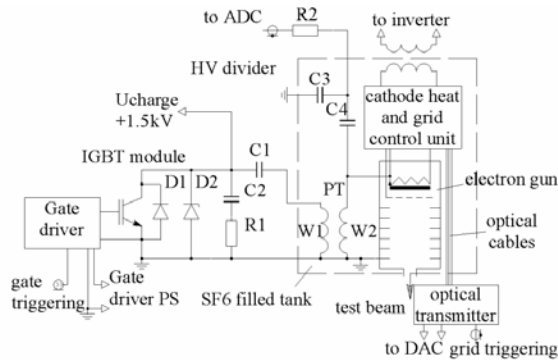 to ADC
R2
to inverter
HV divider
C3
C4
cathode heat
and grid
control unit
Ucharge
+1.5kV
IGBT module
C1
D1
D2
C2
PT
electron gun
Gate
driver
R1
W1
W2
optical
cables
gate
triggering
Gate
driver PS
SF6 filled tank
test beam
optical
transmitter
to DAC
grid triggering